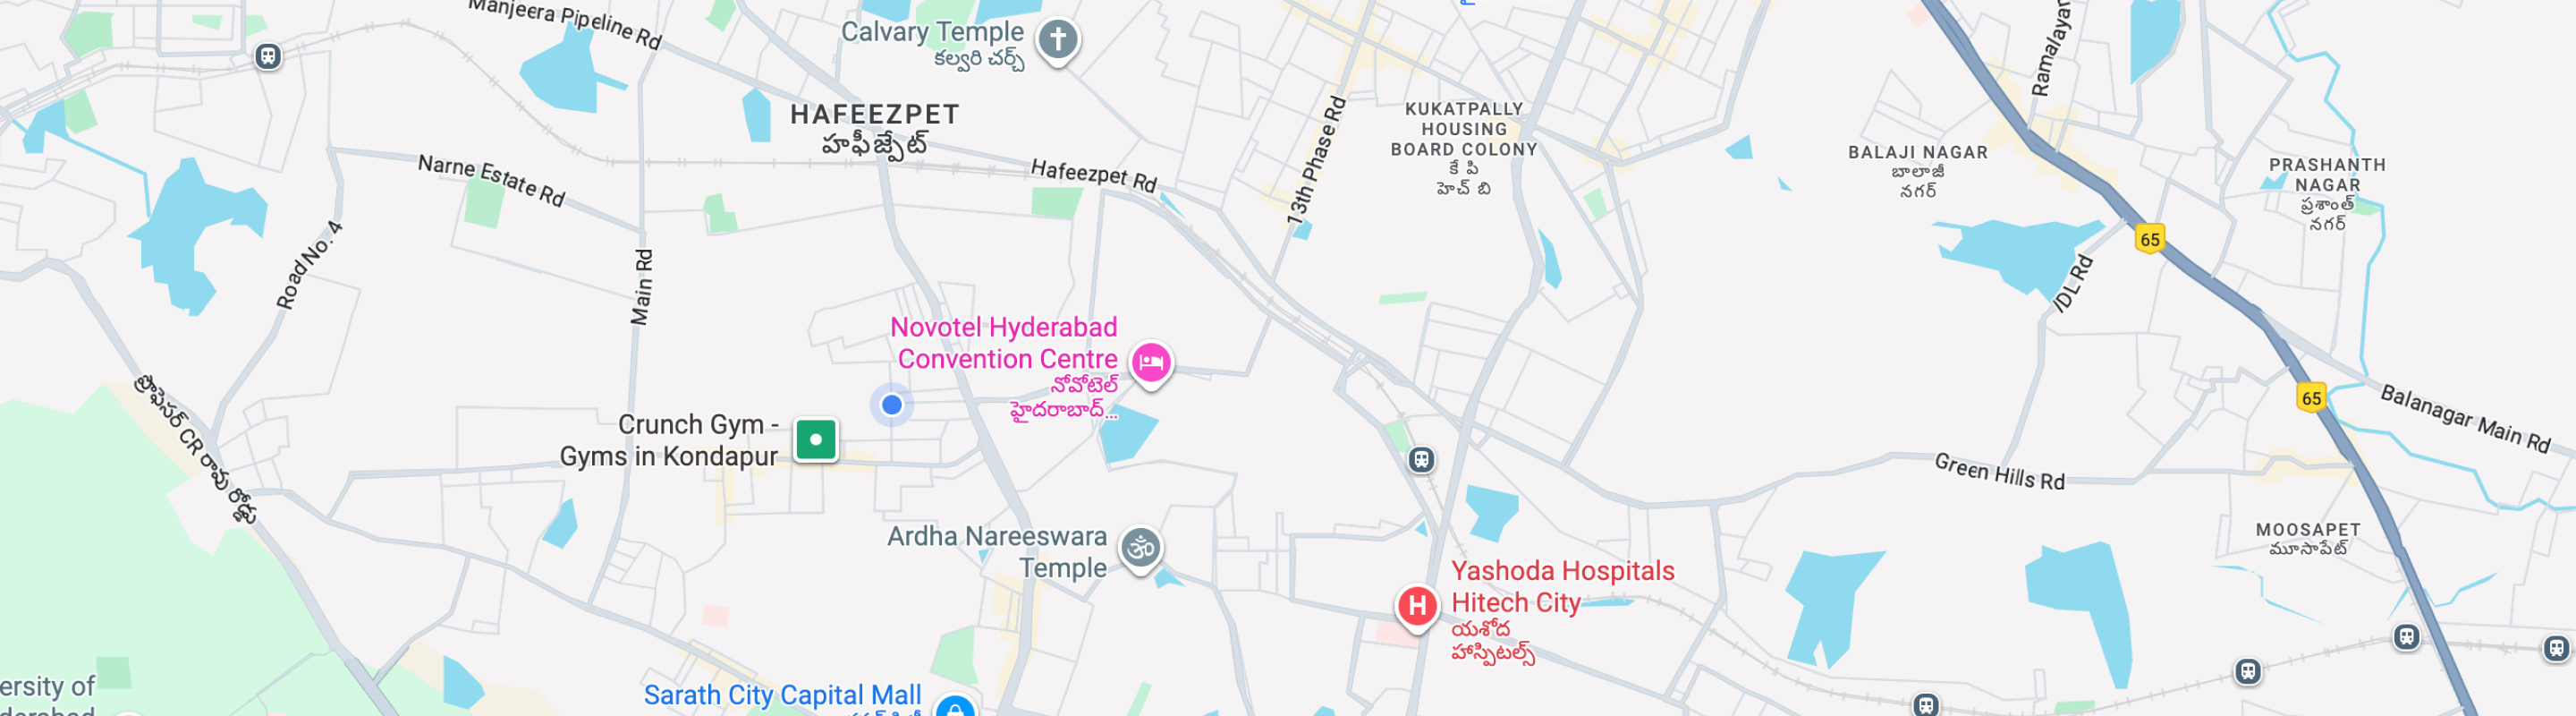 Manjeera Pipeline Rd
Calvary Temple
కల్వరి చర్చ్
HAFEEZPET
హఫీజ్పేట్
Narne Estate Rd
Hafeezpet Rd
13th Phase Rd
KUKATPALLY
HOUSING
BOARD COLONY
కే పి
హెచ్ బి
BALAJI NAGAR
బాలాజీ
నగర్
PRASHANTH
NAGAR
ప్రశాంత్
నగర్
65
Road No. 4
Main Rd
IDL Rd
Novotel Hyderabad
Convention Centre
నోవోటెల్
హైదరాబాద్...
65
Balanagar Main Rd
ప్రొఫెసర్ CR రావు
Crunch Gym -
Gyms in Kondapur
Green Hills Rd
Ardha Nareeswara
Temple
ॐ
MOOSAPET
మూసాపేట్
H
Yashoda Hospitals
Hitech City
యశోద
హాస్పిటల్స్
Sarath City Capital Mall
ersity of